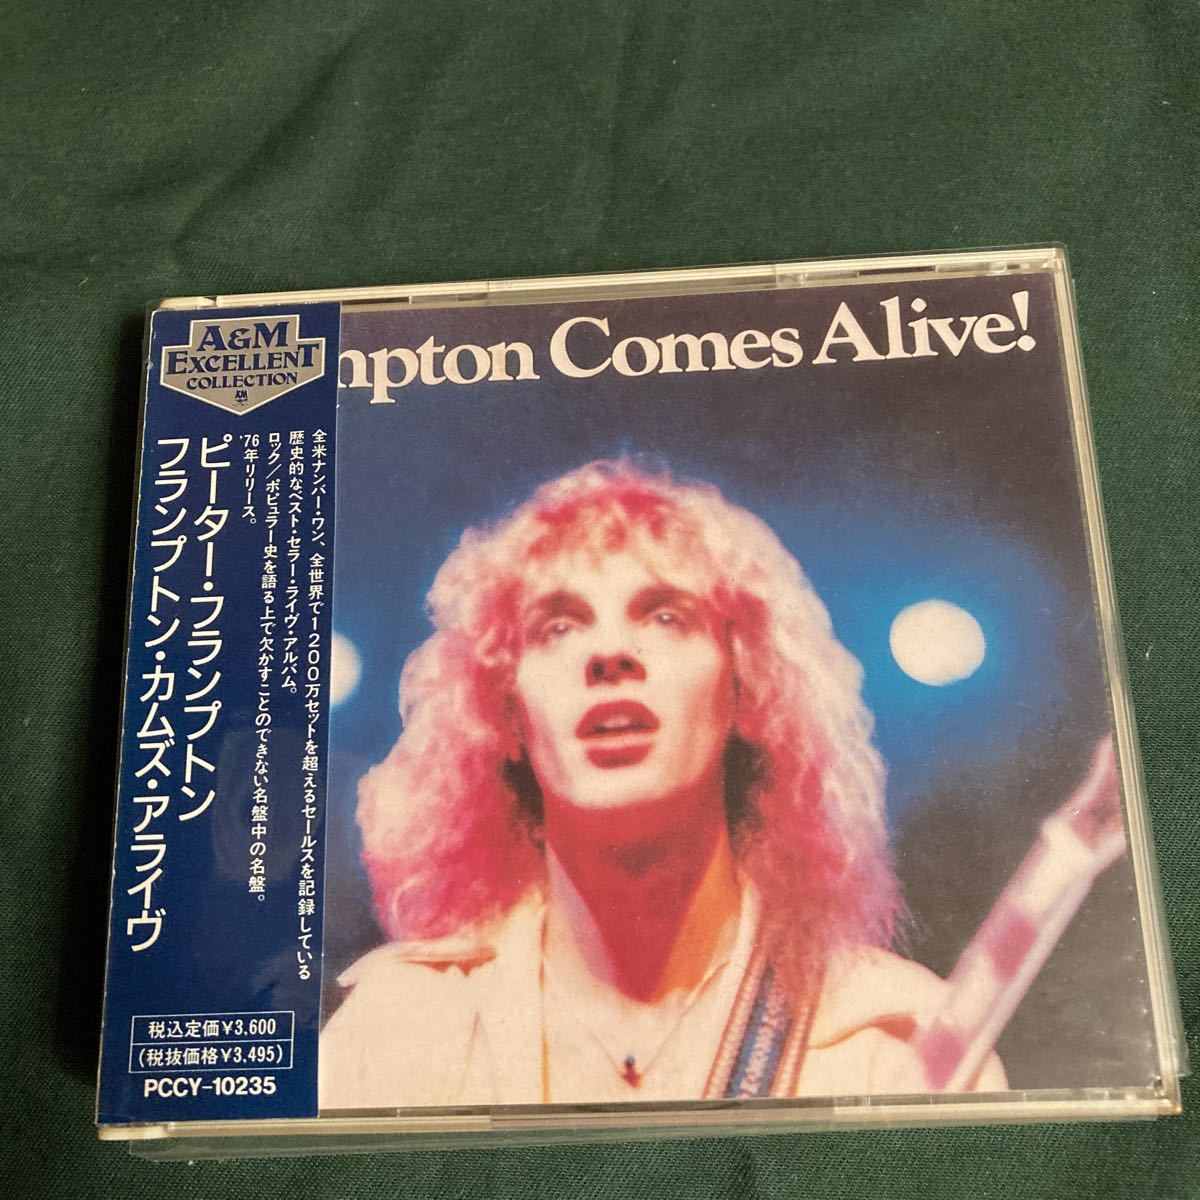 A&M
EXCELLENT
COLLECTION
A&M
mpton Comes Alive!
ピーター・フランプトン
フランプトン・カムズ・アライヴ
全米ナンバー・ワン、全世界で1200万セットを超えるセールスを記録している
歴史的なベスト・セラー・ライヴ・アルバム。
ロック/ポピュラー史を語る上で欠かすことのできない名盤中の名盤。
'76年リリース。
税込定価¥3,600
(税抜価格¥3,495)
PCCY-10235